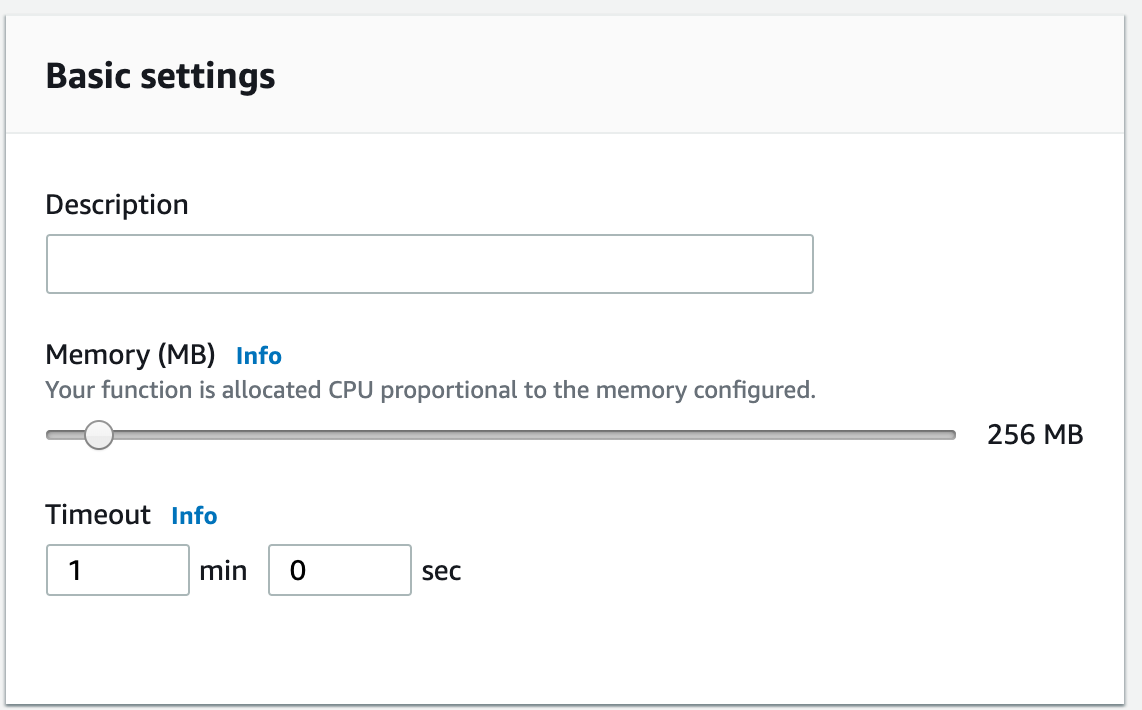 Basic settings
Description
Memory (MB) Info
Your function is allocated CPU proportional to the memory configured.
256 MB
Timeout Info
1 min 0 sec